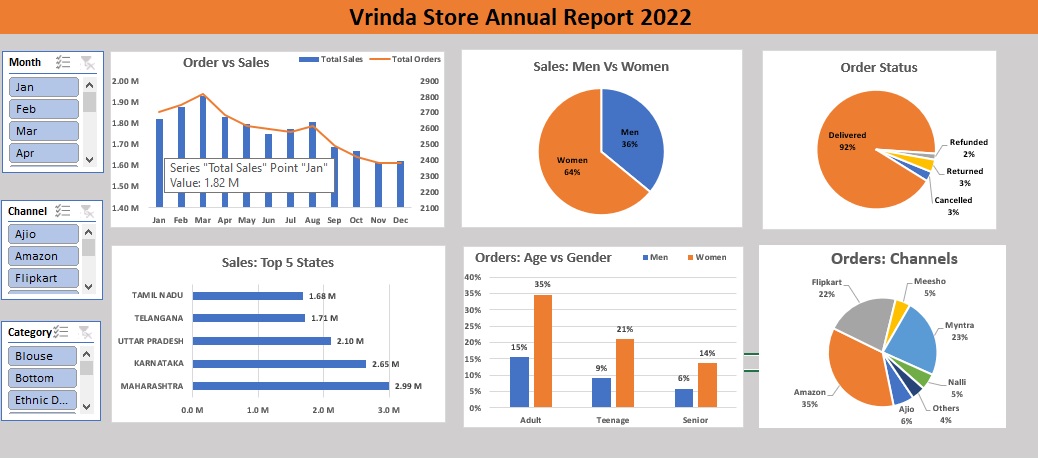 Vrinda Store Annual Report 2022
Month
Jan
Feb
Mar
Apr
Channel
Ajio
Amazon
Flipkart
Category
Blouse
Bottom
Ethnic D...
Order vs Sales
Total Sales
Total Orders
2.00 M
1.90 M
1.80 M
1.70 M
1.60 M
1.50 M
1.40 M
2900
2800
2700
2600
2500
2400
2300
2200
2100
Series "Total Sales" Point "Jan"
Value: 1.82 M
Jan Feb Mar Apr May Jun Jul Aug Sep Oct Nov Dec
Sales: Men Vs Women
Men
36%
Women
64%
Order Status
Delivered
92%
Refunded
2%
Returned
3%
Cancelled
3%
Sales: Top 5 States
TAMIL NADU 1.68 M
TELANGANA 1.71 M
UTTAR PRADESH 2.10 M
KARNATAKA 2.65 M
MAHARASHTRA 2.99 M
0.0 M 1.0 M 2.0 M 3.0 M
Orders: Age vs Gender
Men
Women
40%
35%
30%
25%
20%
15%
10%
5%
0%
15% 35%
9% 21%
6% 14%
Adult Teenage Senior
Orders: Channels
Flipkart
22%
Meesho
5%
Myntra
23%
Nalli
5%
Others
4%
Ajio
6%
Amazon
35%